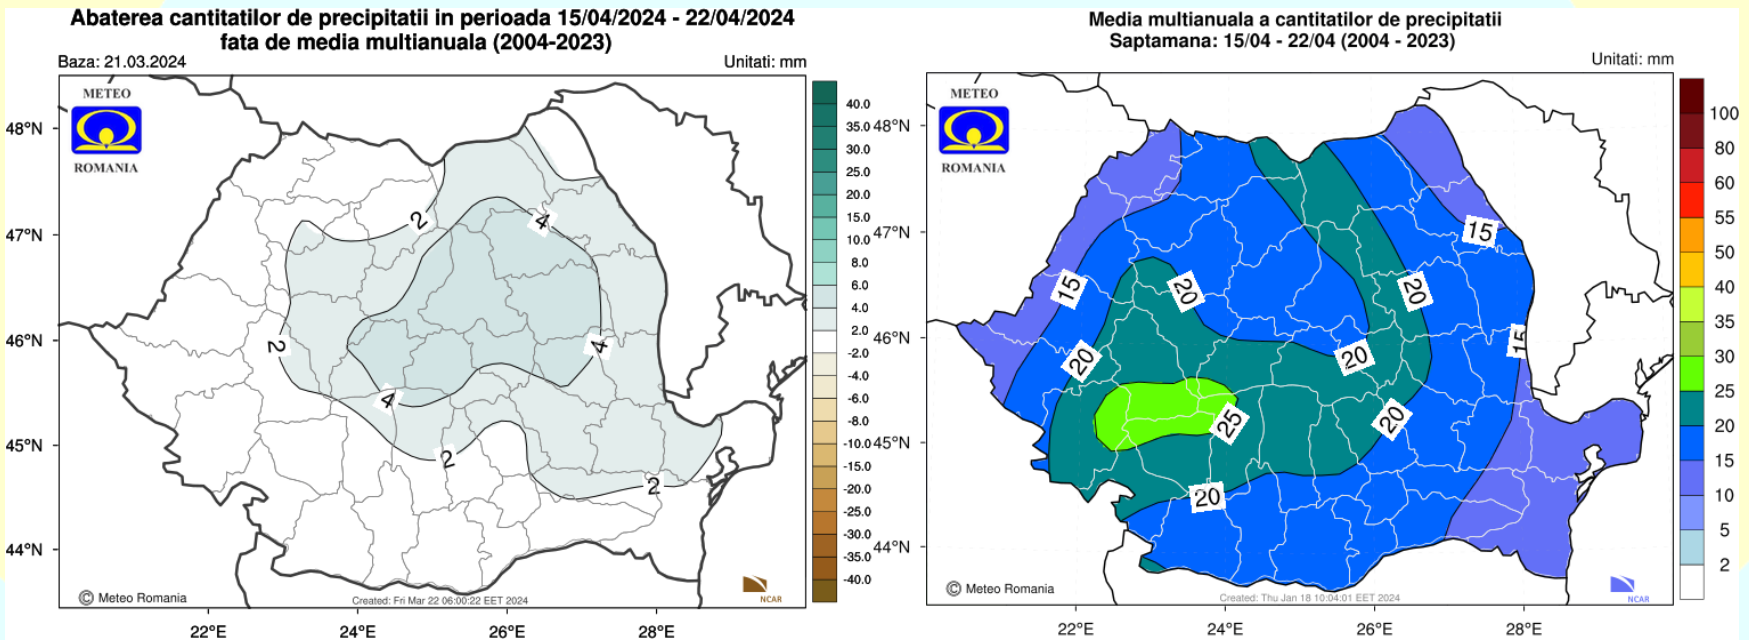 Abaterea cantitatilor de precipitatii in perioada 15/04/2024 - 22/04/2024
fata de media multianuala (2004-2023)
Baza: 21.03.2024
Unitati: mm
METEO
ROMANIA
48°N
47°N
46°N
45°N
44°N
22°E
24°E
26°E
28°E
2
4
2
4
4
2
2
40.0
35.0
30.0
25.0
20.0
15.0
10.0
8.0
6.0
4.0
2.0
-2.0
-4.0
-6.0
-8.0
-10.0
-15.0
-20.0
-25.0
-30.0
-35.0
-40.0
© Meteo Romania
Created: Fri Mar 22 06:00:22 EET 2024
NCAR
Media multianuala a cantitatilor de precipitatii
Saptamana: 15/04 - 22/04 (2004 - 2023)
Unitati: mm
METEO
ROMANIA
48°N
47°N
46°N
45°N
44°N
22°E
24°E
26°E
28°E
15
15
20
20
15
20
20
20
25
20
100
80
60
55
50
40
35
30
25
20
15
10
5
2
© Meteo Romania
Created: Thu Jan 18 10:04:01 EET 2024
NCAR